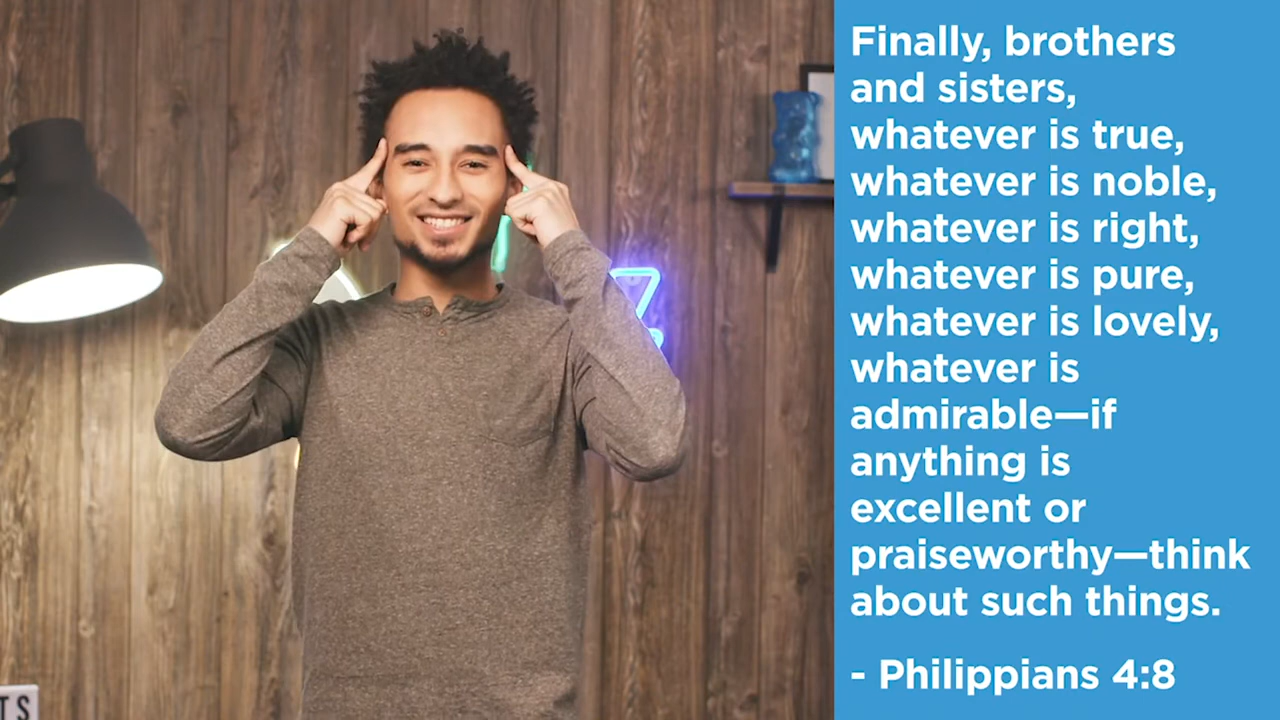 Finally, brothers
and sisters,
whatever is true,
whatever is noble,
whatever is right,
whatever is pure,
whatever is lovely,
whatever is
admirable—if
anything is
excellent or
praiseworthy—think
about such things.
- Philippians 4:8
TS